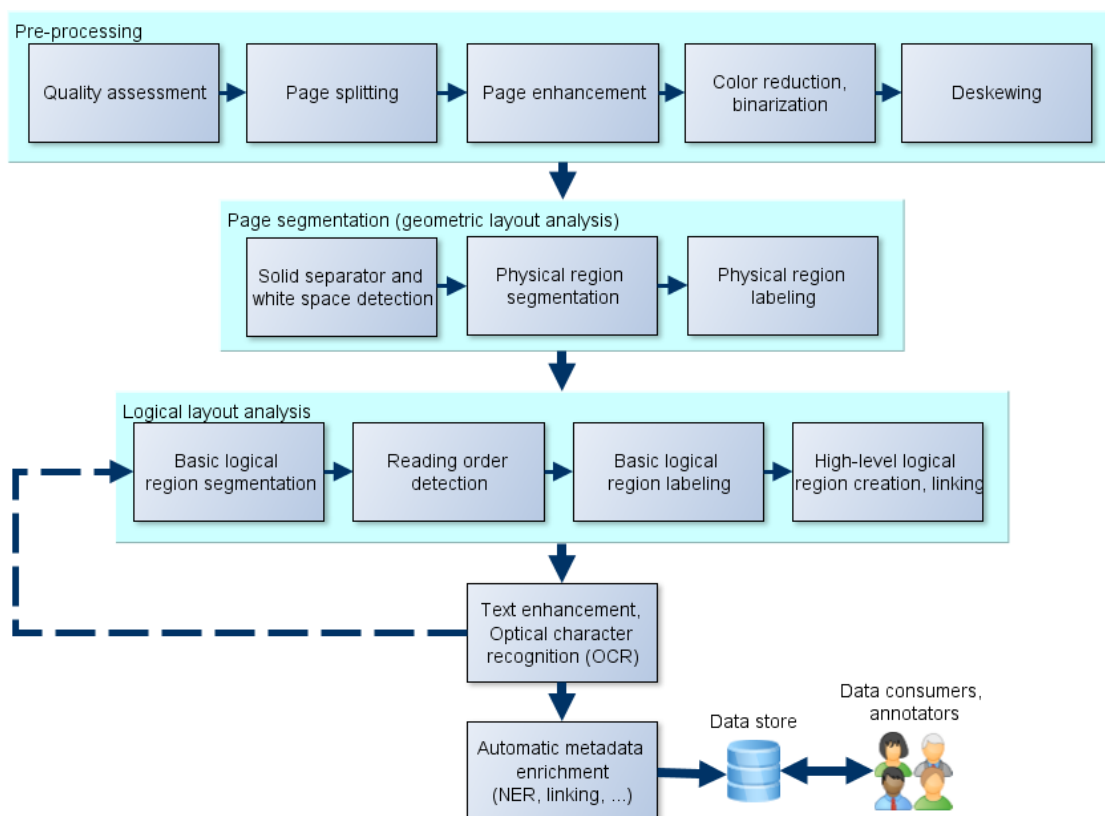 Pre-processing
Quality assessment
Page splitting
Page enhancement
Color reduction,
binarization
Deskewing
Page segmentation (geometric layout analysis)
Solid separator and
white space detection
Physical region
segmentation
Physical region
labeling
Logical layout analysis
Basic logical
region segmentation
Reading order
detection
Basic logical
region labeling
High-level logical
region creation, linking
Text enhancement,
Optical character
recognition (OCR)
Automatic metadata
enrichment
(NER, linking, ...)
Data store
Data consumers,
annotators